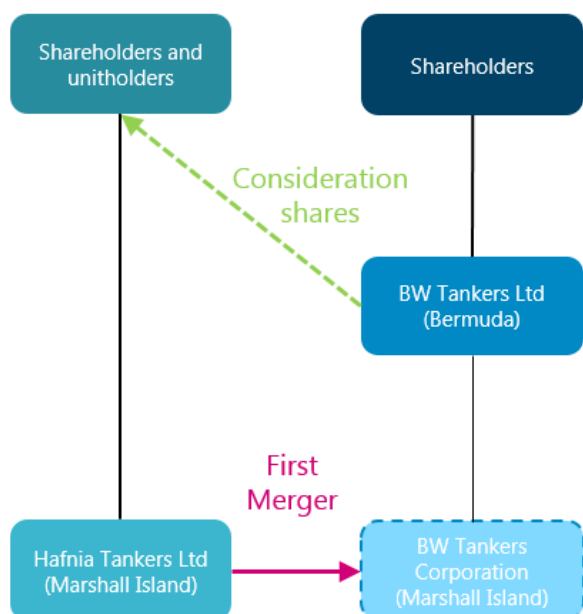 Shareholders and
unitholders
Shareholders
Consideration
shares
BW Tankers Ltd
(Bermuda)
First
Merger
Hafnia Tankers Ltd
(Marshall Island)
BW Tankers
Corporation
(Marshall Island)